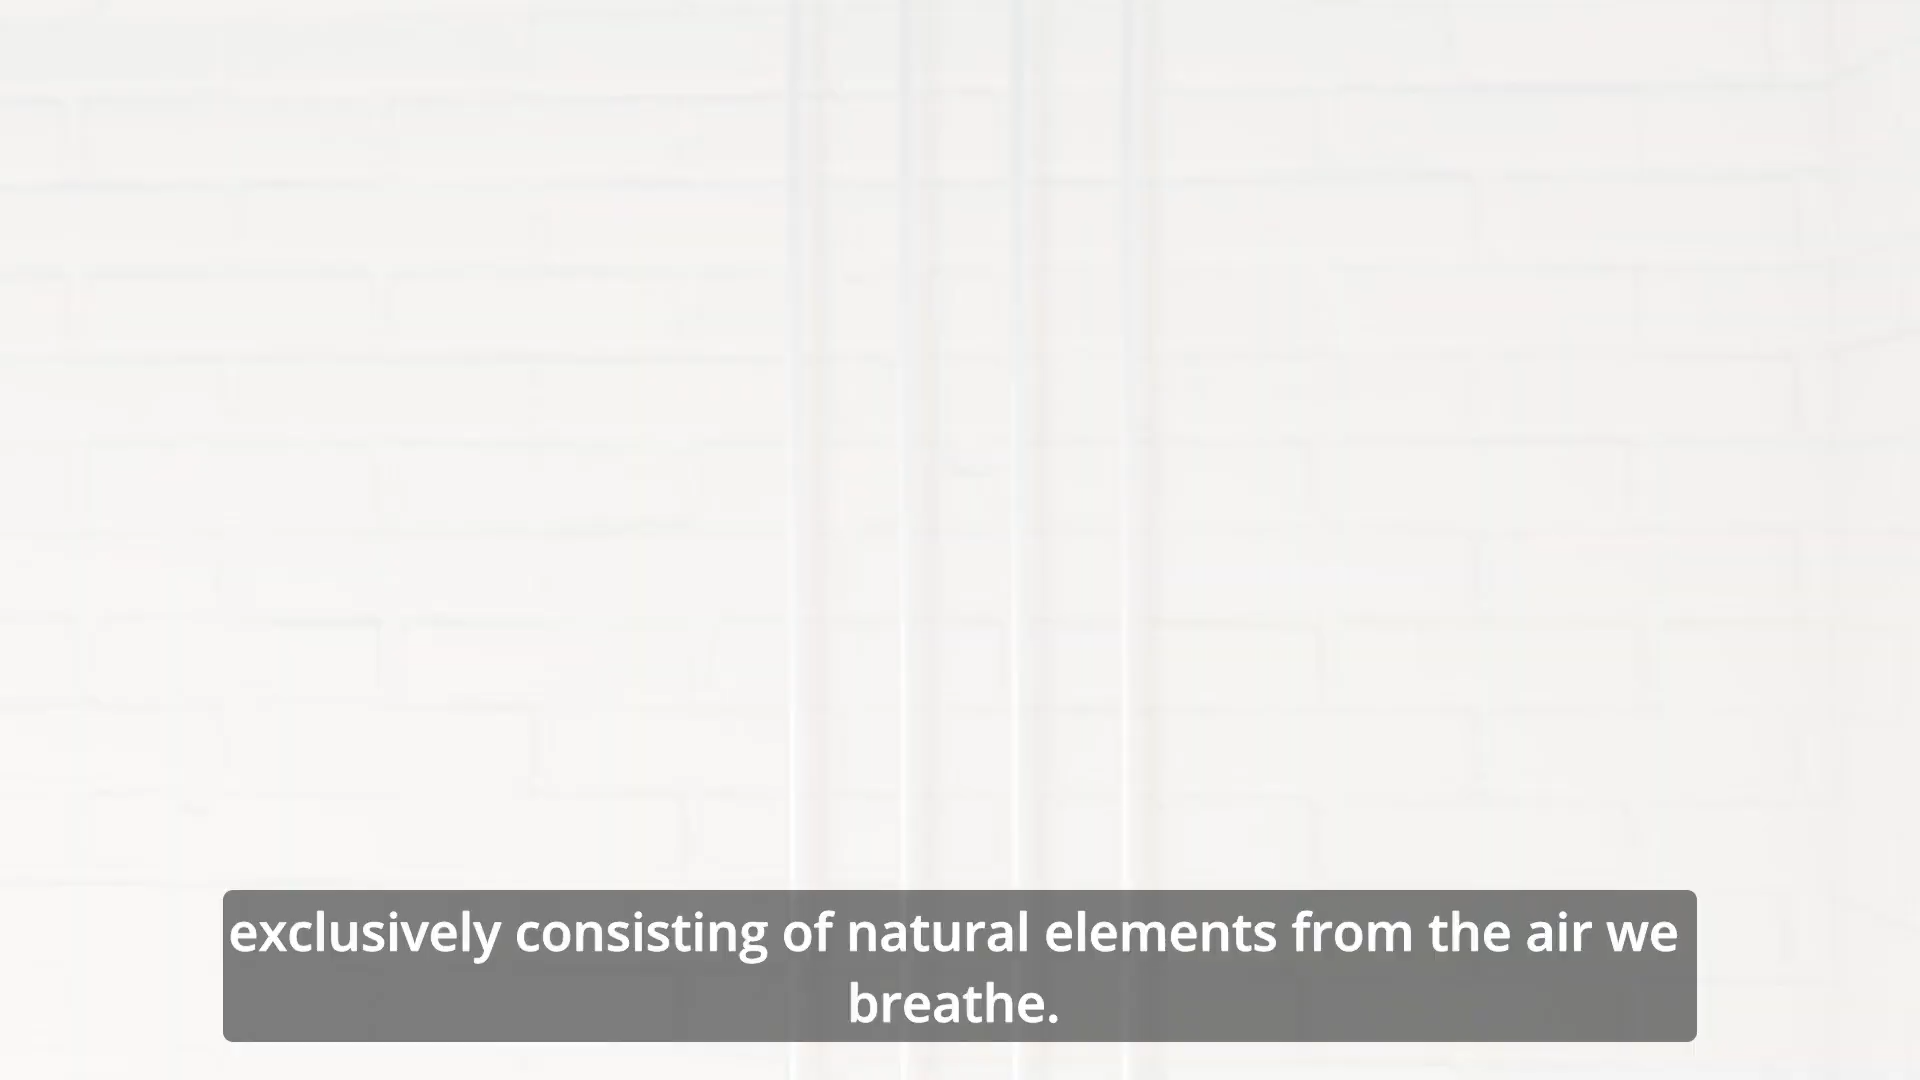 exclusively consisting of natural elements from the air we
breathe.